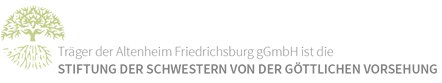 Träger der Altenheim Friedrichsburg gGmbH ist die
STIFTUNG DER SCHWESTERN VON DER GÖTTLICHEN VORSEHUNG